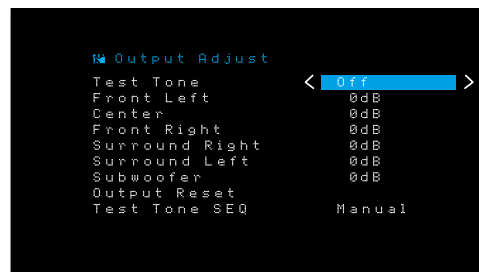 Output Adjust
Test Tone < Off >
Front Left 0dB
Center 0dB
Front Right 0dB
Surround Right 0dB
Surround Left 0dB
Subwoofer 0dB
Output Reset
Test Tone SEQ Manual